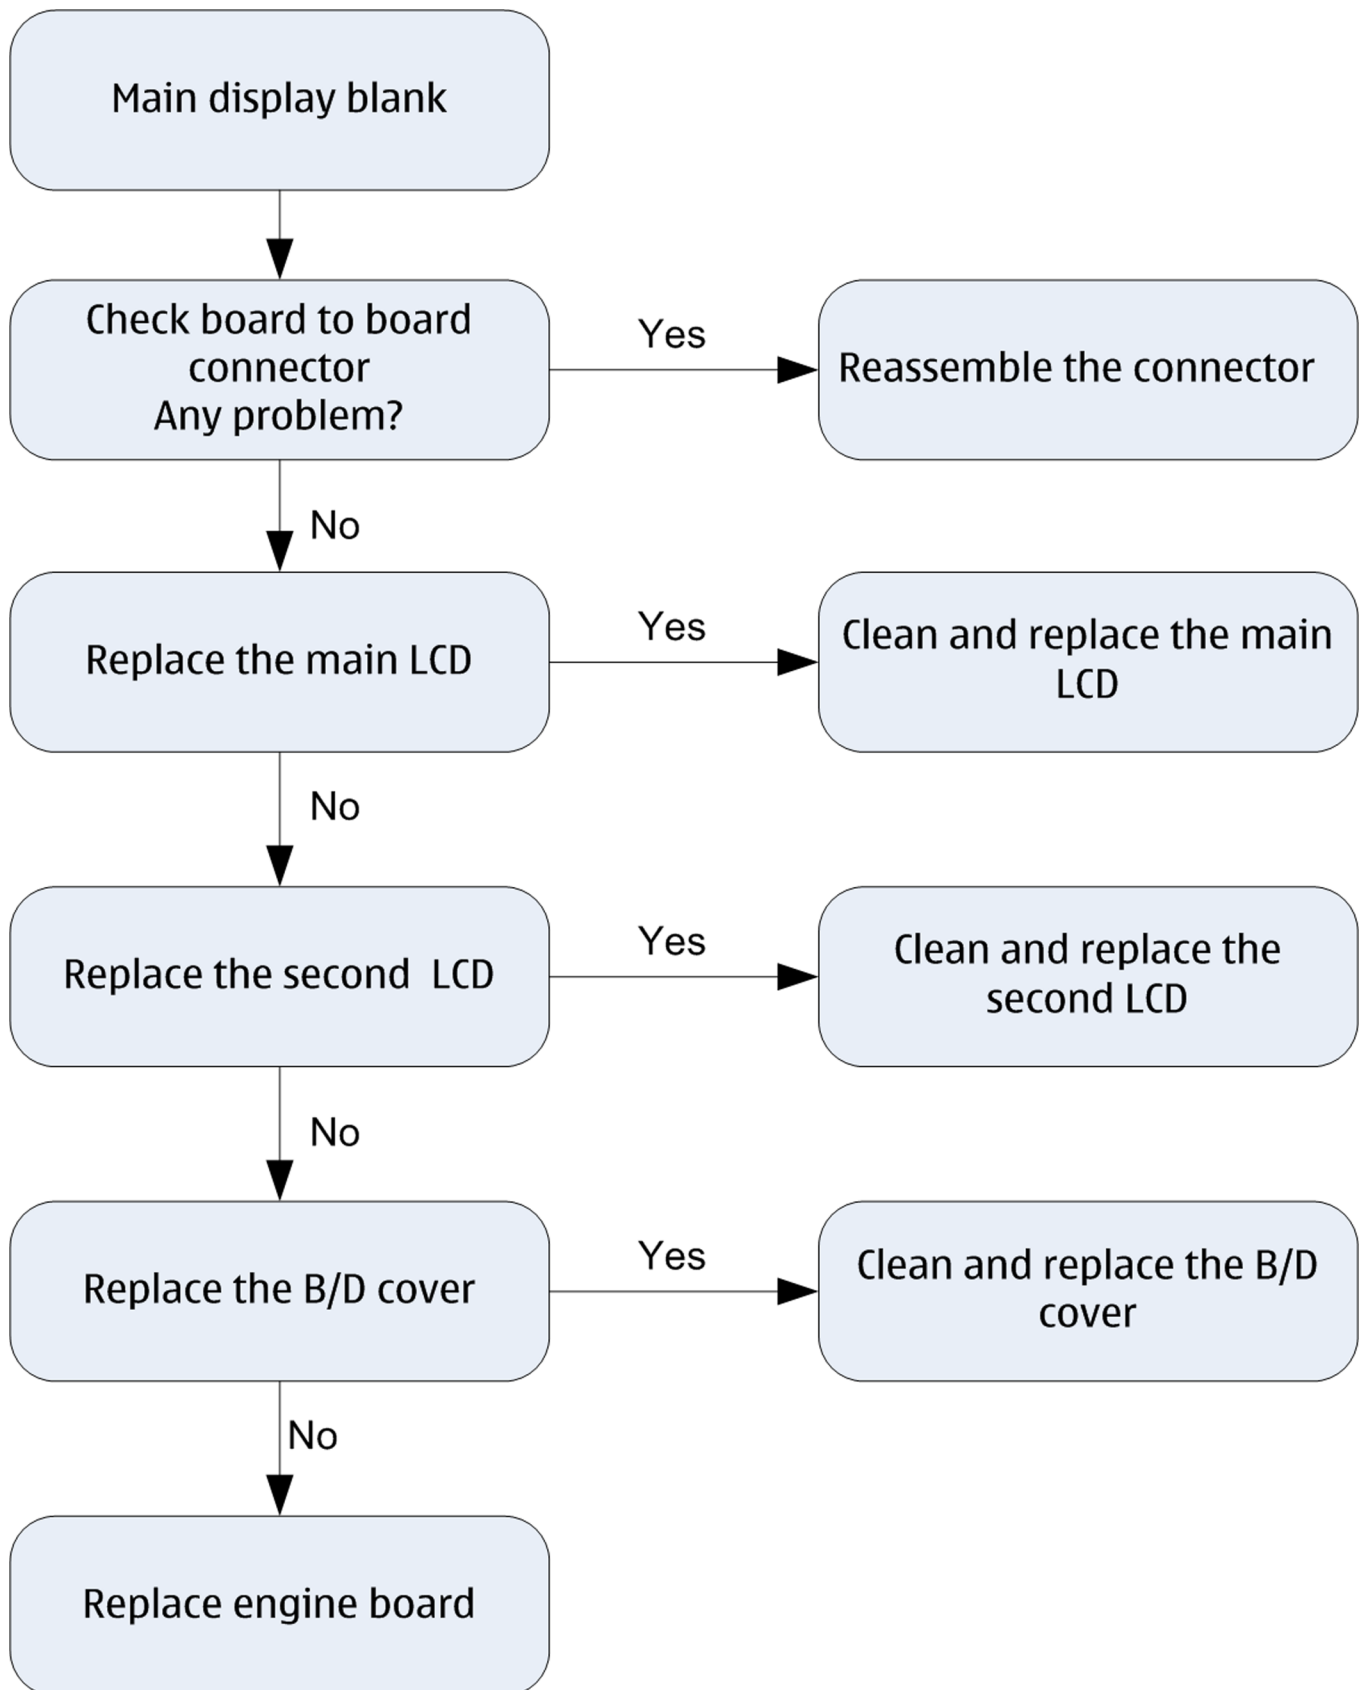 Main display blank
Check board to board
connector
Any problem?
Yes
Reassemble the connector
No
Replace the main LCD
Yes
Clean and replace the main
LCD
No
Replace the second  LCD
Yes
Clean and replace the
second LCD
No
Replace the B/D cover
Yes
Clean and replace the B/D
cover
No
Replace engine board